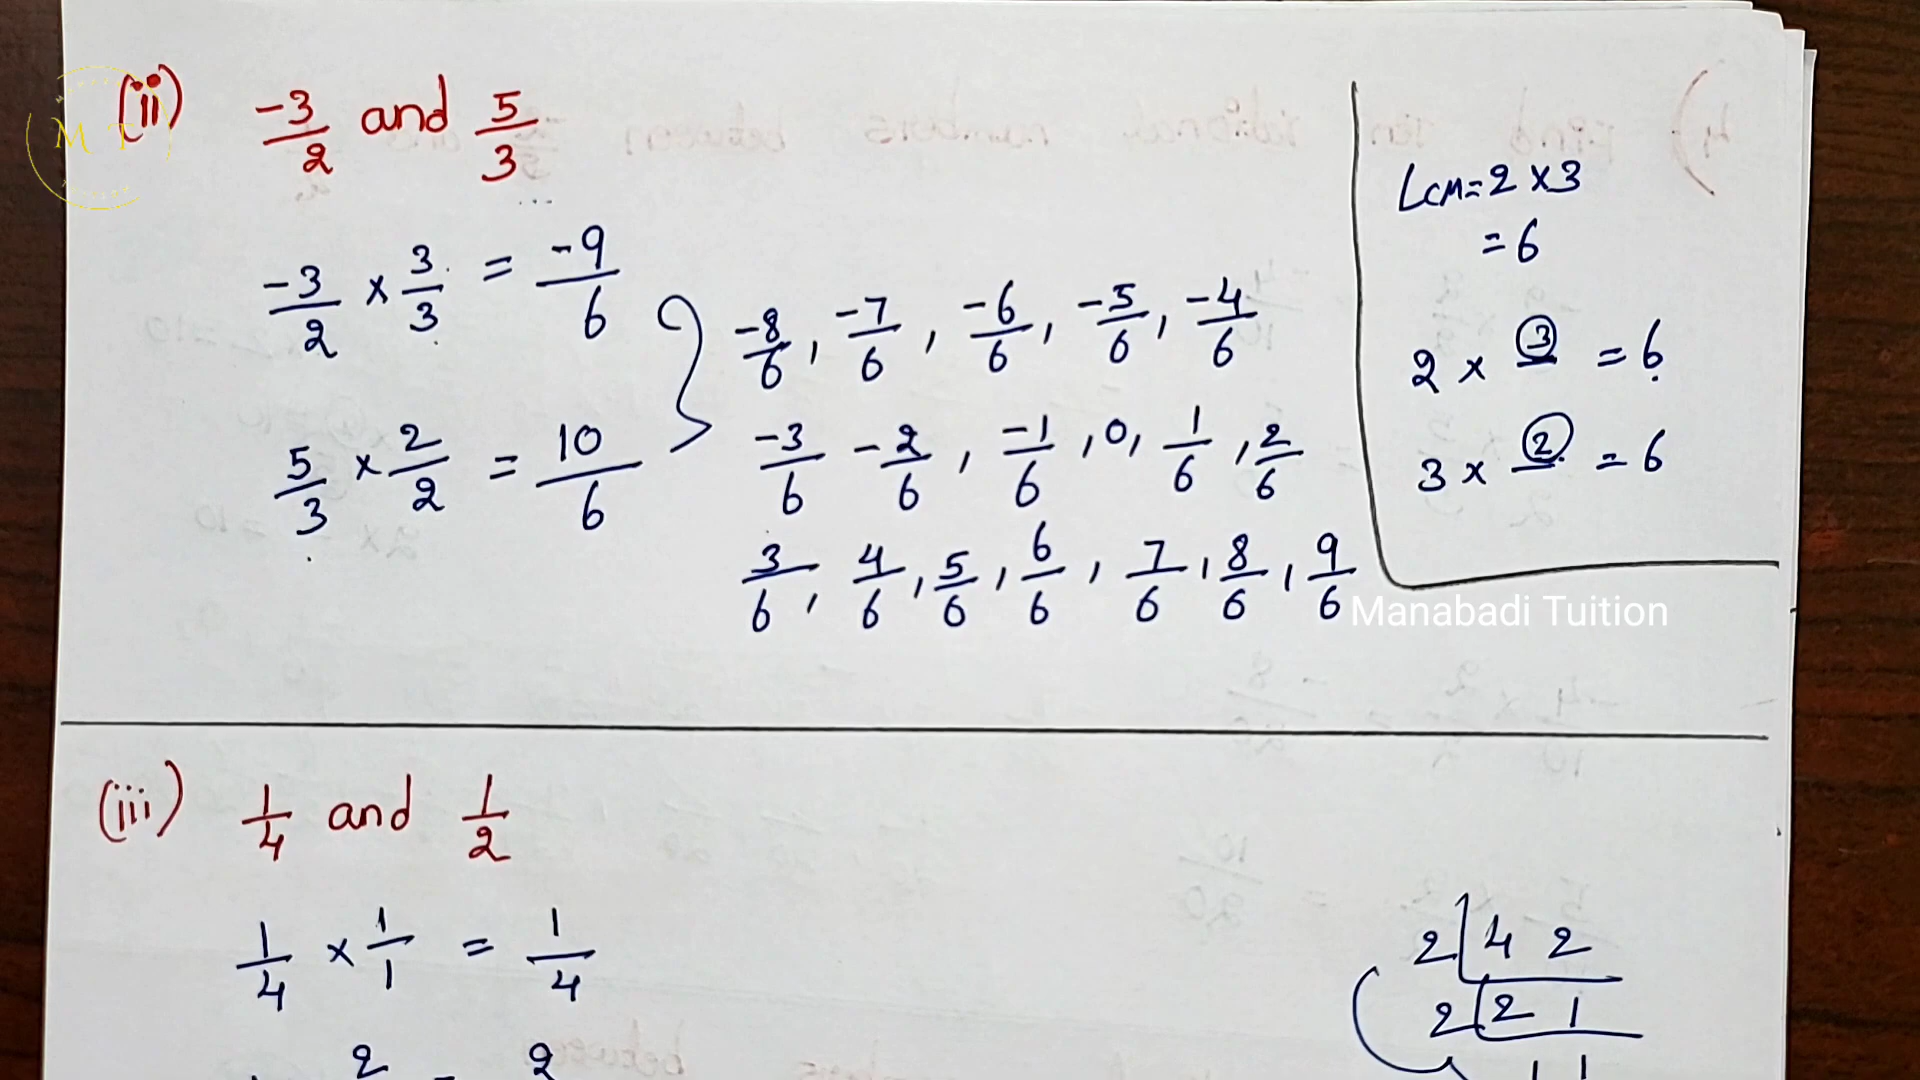 (ii) -3/2 and 5/3
-3/2 × 3/3 = -9/6
5/3 × 2/2 = 10/6
-8/6, -7/6, -6/6, -5/6, -4/6
-3/6 -2/6, -1/6, 0, 1/6, 2/6
3/6, 4/6, 5/6, 6/6, 7/6, 8/6, 9/6
LCM = 2 × 3
= 6
2 × 3 = 6
3 × 2 = 6
Manabadi Tuition
M T
(iii) 1/4 and 1/2
1/4 × 1/1 = 1/4
2 = 2
2 | 4 2
2 | 2 1
1 1